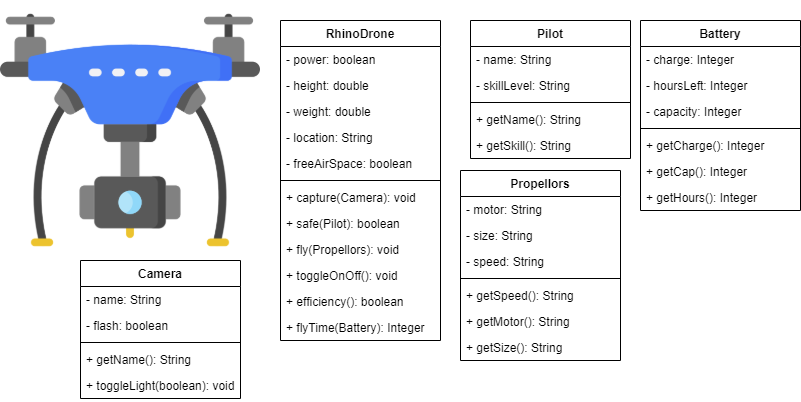 RhinoDrone
- power: boolean
- height: double
- weight: double
- location: String
- freeAirSpace: boolean
+ capture(Camera): void
+ safe(Pilot): boolean
+ fly(Propellors): void
+ toggleOnOff(): void
+ efficiency(): boolean
+ flyTime(Battery): Integer
Pilot
- name: String
- skillLevel: String
+ getName(): String
+ getSkill(): String
Battery
- charge: Integer
- hoursLeft: Integer
- capacity: Integer
+ getCharge(): Integer
+ getCap(): Integer
+ getHours(): Integer
Propellors
- motor: String
- size: String
- speed: String
+ getSpeed(): String
+ getMotor(): String
+ getSize(): String
Camera
- name: String
- flash: boolean
+ getName(): String
+ toggleLight(boolean): void